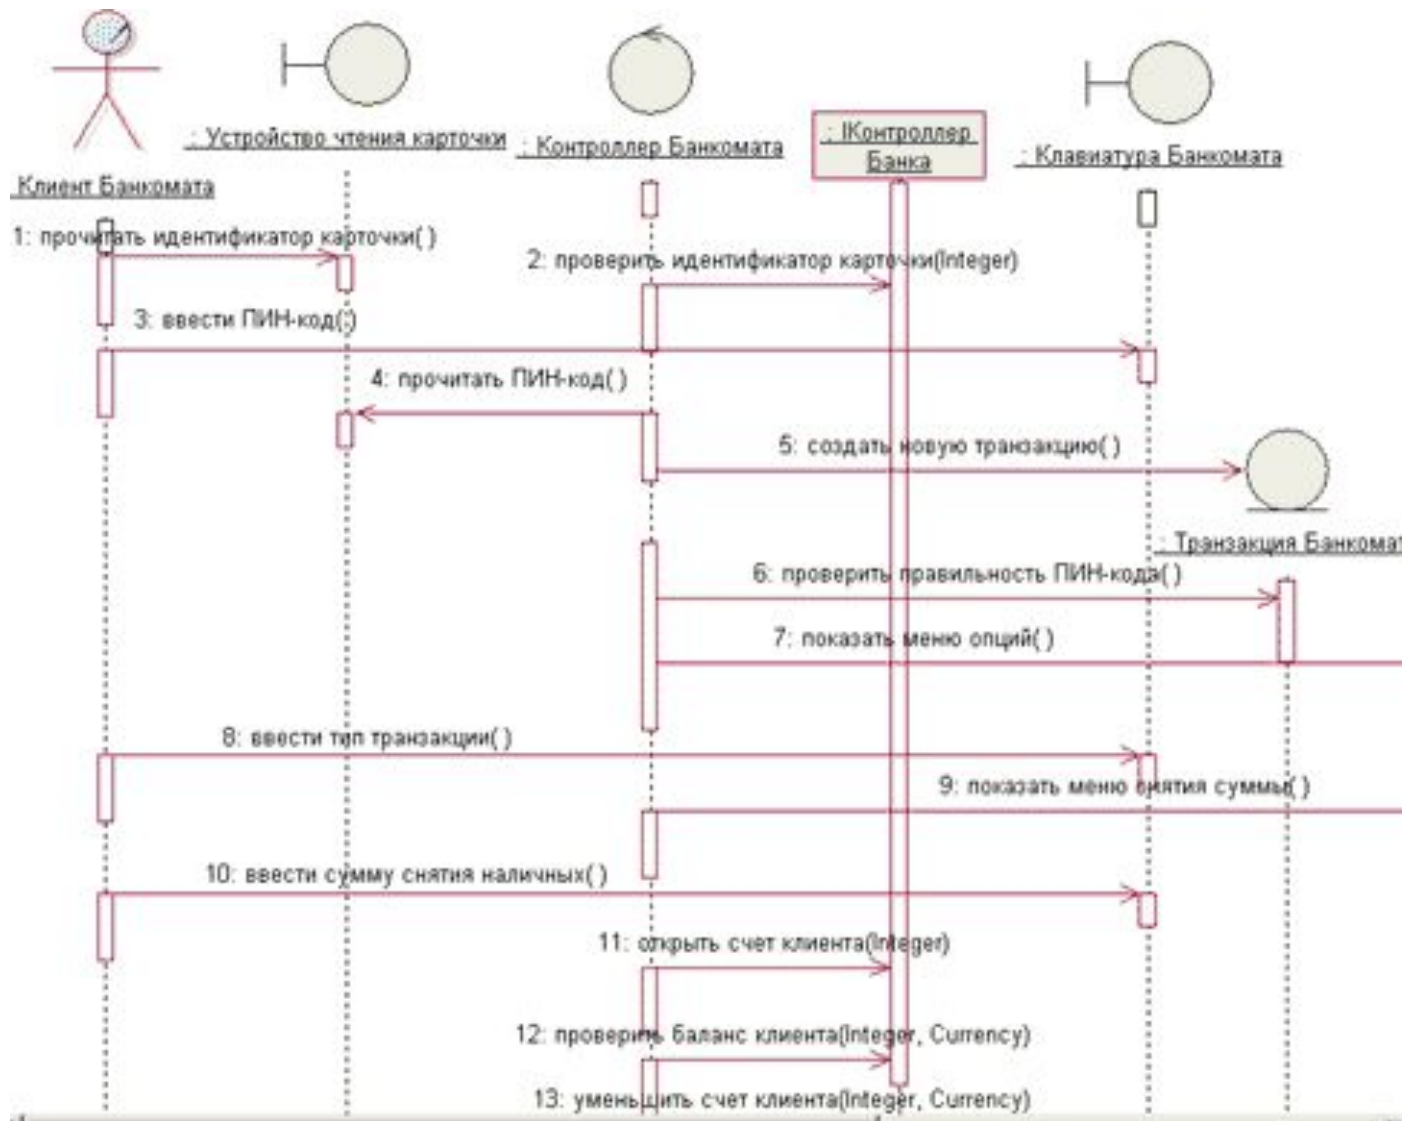 : Устройство чтения карточки
: Контроллер Банкомата
: IКонтроллер
Банка
: Клавиатура Банкомата
Клиент Банкомата
1: прочитать идентификатор карточки( )
2: проверить идентификатор карточки(Integer)
3: ввести ПИН-код( )
4: прочитать ПИН-код( )
5: создать новую транзакцию( )
: Транзакция Банкомат
6: проверить правильность ПИН-кода( )
7: показать меню опций( )
8: ввести тип транзакции( )
9: показать меню снятия суммы( )
10: ввести сумму снятия наличных( )
11: открыть счет клиента(Integer)
12: проверить баланс клиента(Integer, Currency)
13: уменьшить счет клиента(Integer, Currency)